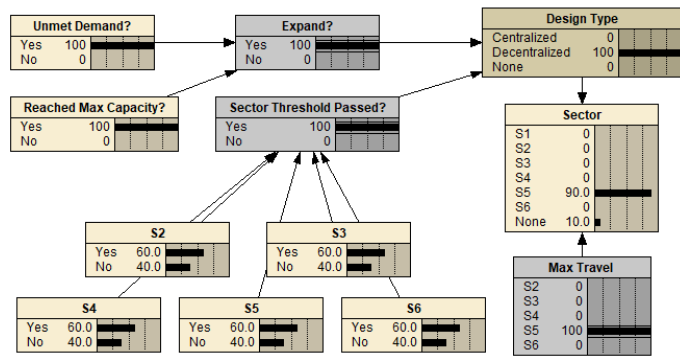 Unmet Demand?
Yes 100
No 0
Expand?
Yes 100
No 0
Design Type
Centralized 0
Decentralized 100
None 0
Reached Max Capacity?
Yes 100
No 0
Sector Threshold Passed?
Yes 100
No 0
Sector
S1 0
S2 0
S3 0
S4 0
S5 90.0
S6 0
None 10.0
S2
Yes 60.0
No 40.0
S3
Yes 60.0
No 40.0
Max Travel
S2 0
S3 0
S4 0
S5 100
S6 0
S4
Yes 60.0
No 40.0
S5
Yes 60.0
No 40.0
S6
Yes 60.0
No 40.0